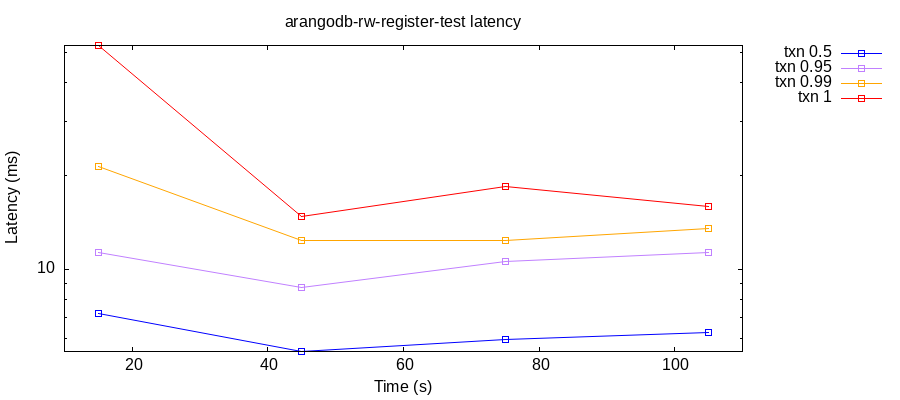 arangodb-rw-register-test latency
txn 0.5
txn 0.95
txn 0.99
txn 1
Latency (ms)
10
20
40
60
80
100
Time (s)